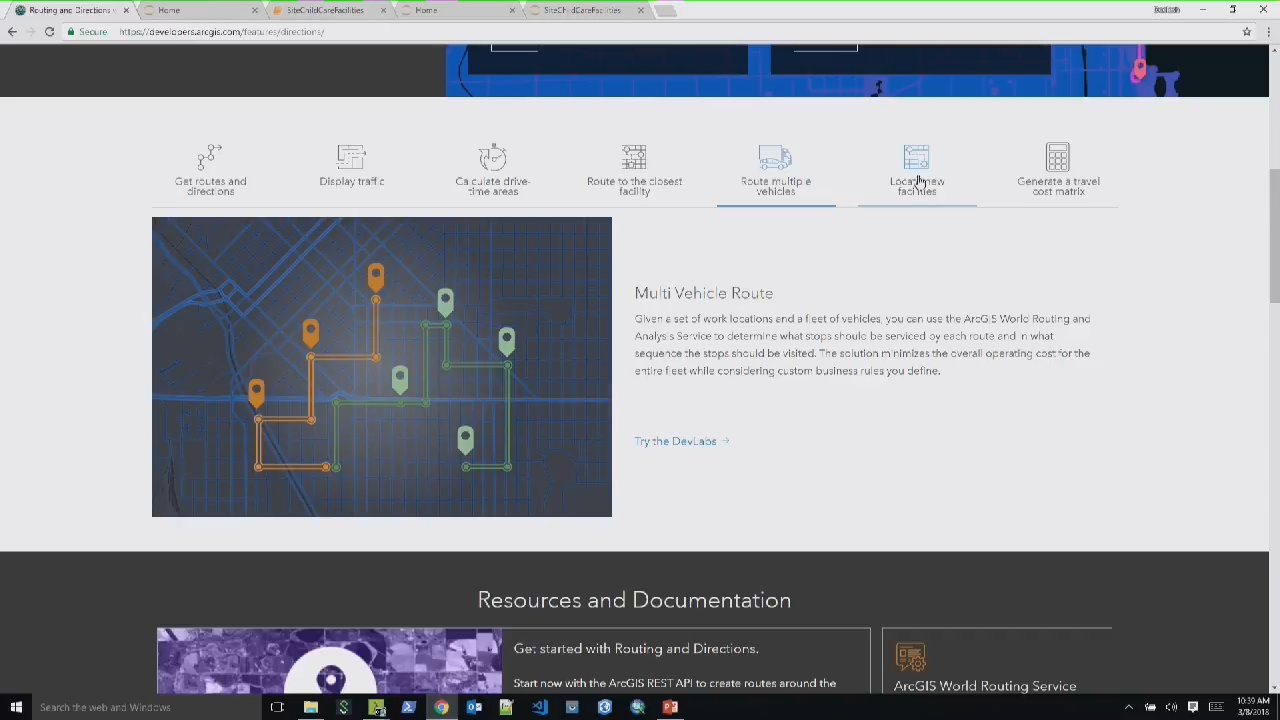 Routing and Directions
Home
SiteChildCareFacilities
Home
SiteChildCareFacilities
Secure
https://developers.arcgis.com/features/directions/
Get routes and
directions
Display traffic
Calculate drive-
time areas
Route to the closest
facility
Route multiple
vehicles
Locate new
facilities
Generate a travel
cost matrix
Multi Vehicle Route
Given a set of work locations and a fleet of vehicles, you can use the ArcGIS World Routing and
Analysis Service to determine what stops should be serviced by each route and in what
sequence the stops should be visited. The solution minimizes the overall operating cost for the
entire fleet while considering custom business rules you define.
Try the DevLabs →
Resources and Documentation
Get started with Routing and Directions.
Start now with the ArcGIS REST API to create routes around the
ArcGIS World Routing Service
Search the web and Windows
10:39 AM
3/8/2018